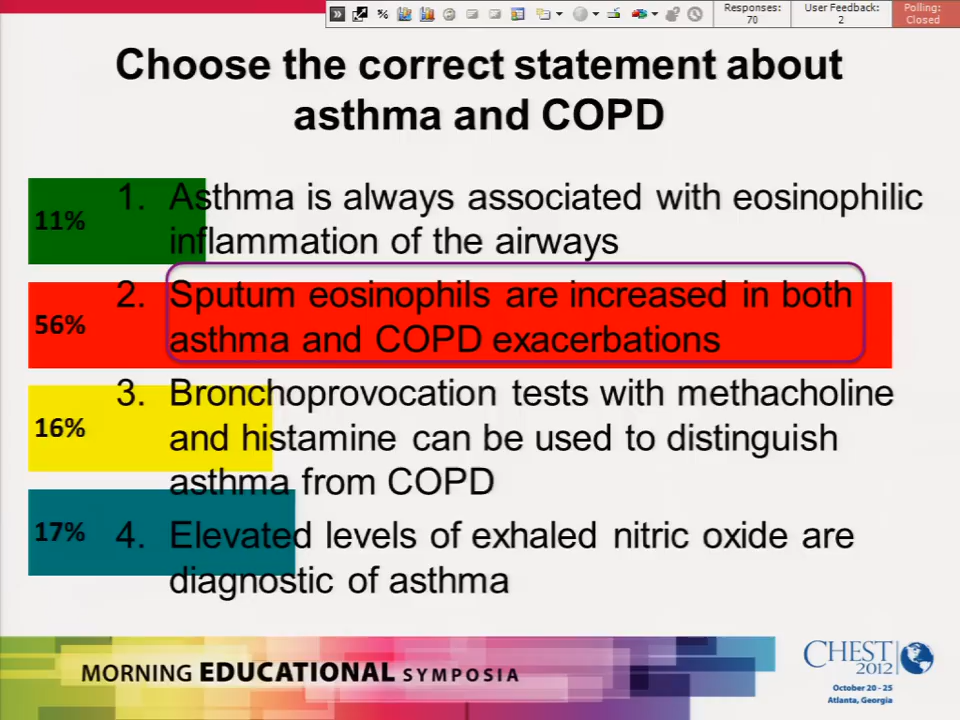 Responses: 70
User Feedback: 2
Polling: Closed
Choose the correct statement about
asthma and COPD
11%
1. Asthma is always associated with eosinophilic
inflammation of the airways
56%
2. Sputum eosinophils are increased in both
asthma and COPD exacerbations
16%
3. Bronchoprovocation tests with methacholine
and histamine can be used to distinguish
asthma from COPD
17%
4. Elevated levels of exhaled nitric oxide are
diagnostic of asthma
MORNING EDUCATIONAL SYMPOSIA
CHEST
2012
October 20 - 25
Atlanta, Georgia